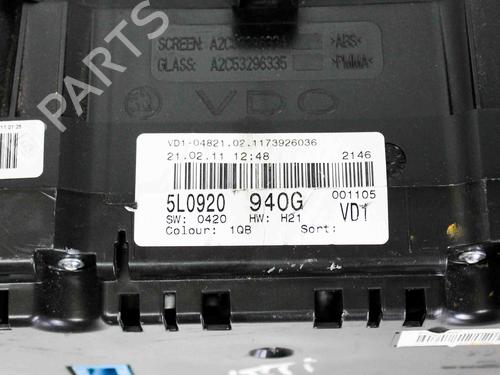 SCREEN: A2C53296334 >ABS<
GLASS: A2C53296335 >PMMA<
VDO
VD1-04821.02.1173926036
21.02.11 12:48 2146
001105
5L0920 940G VD1
SW: 0420 HW: H21
Colour: 1QB Sort:
PARTS